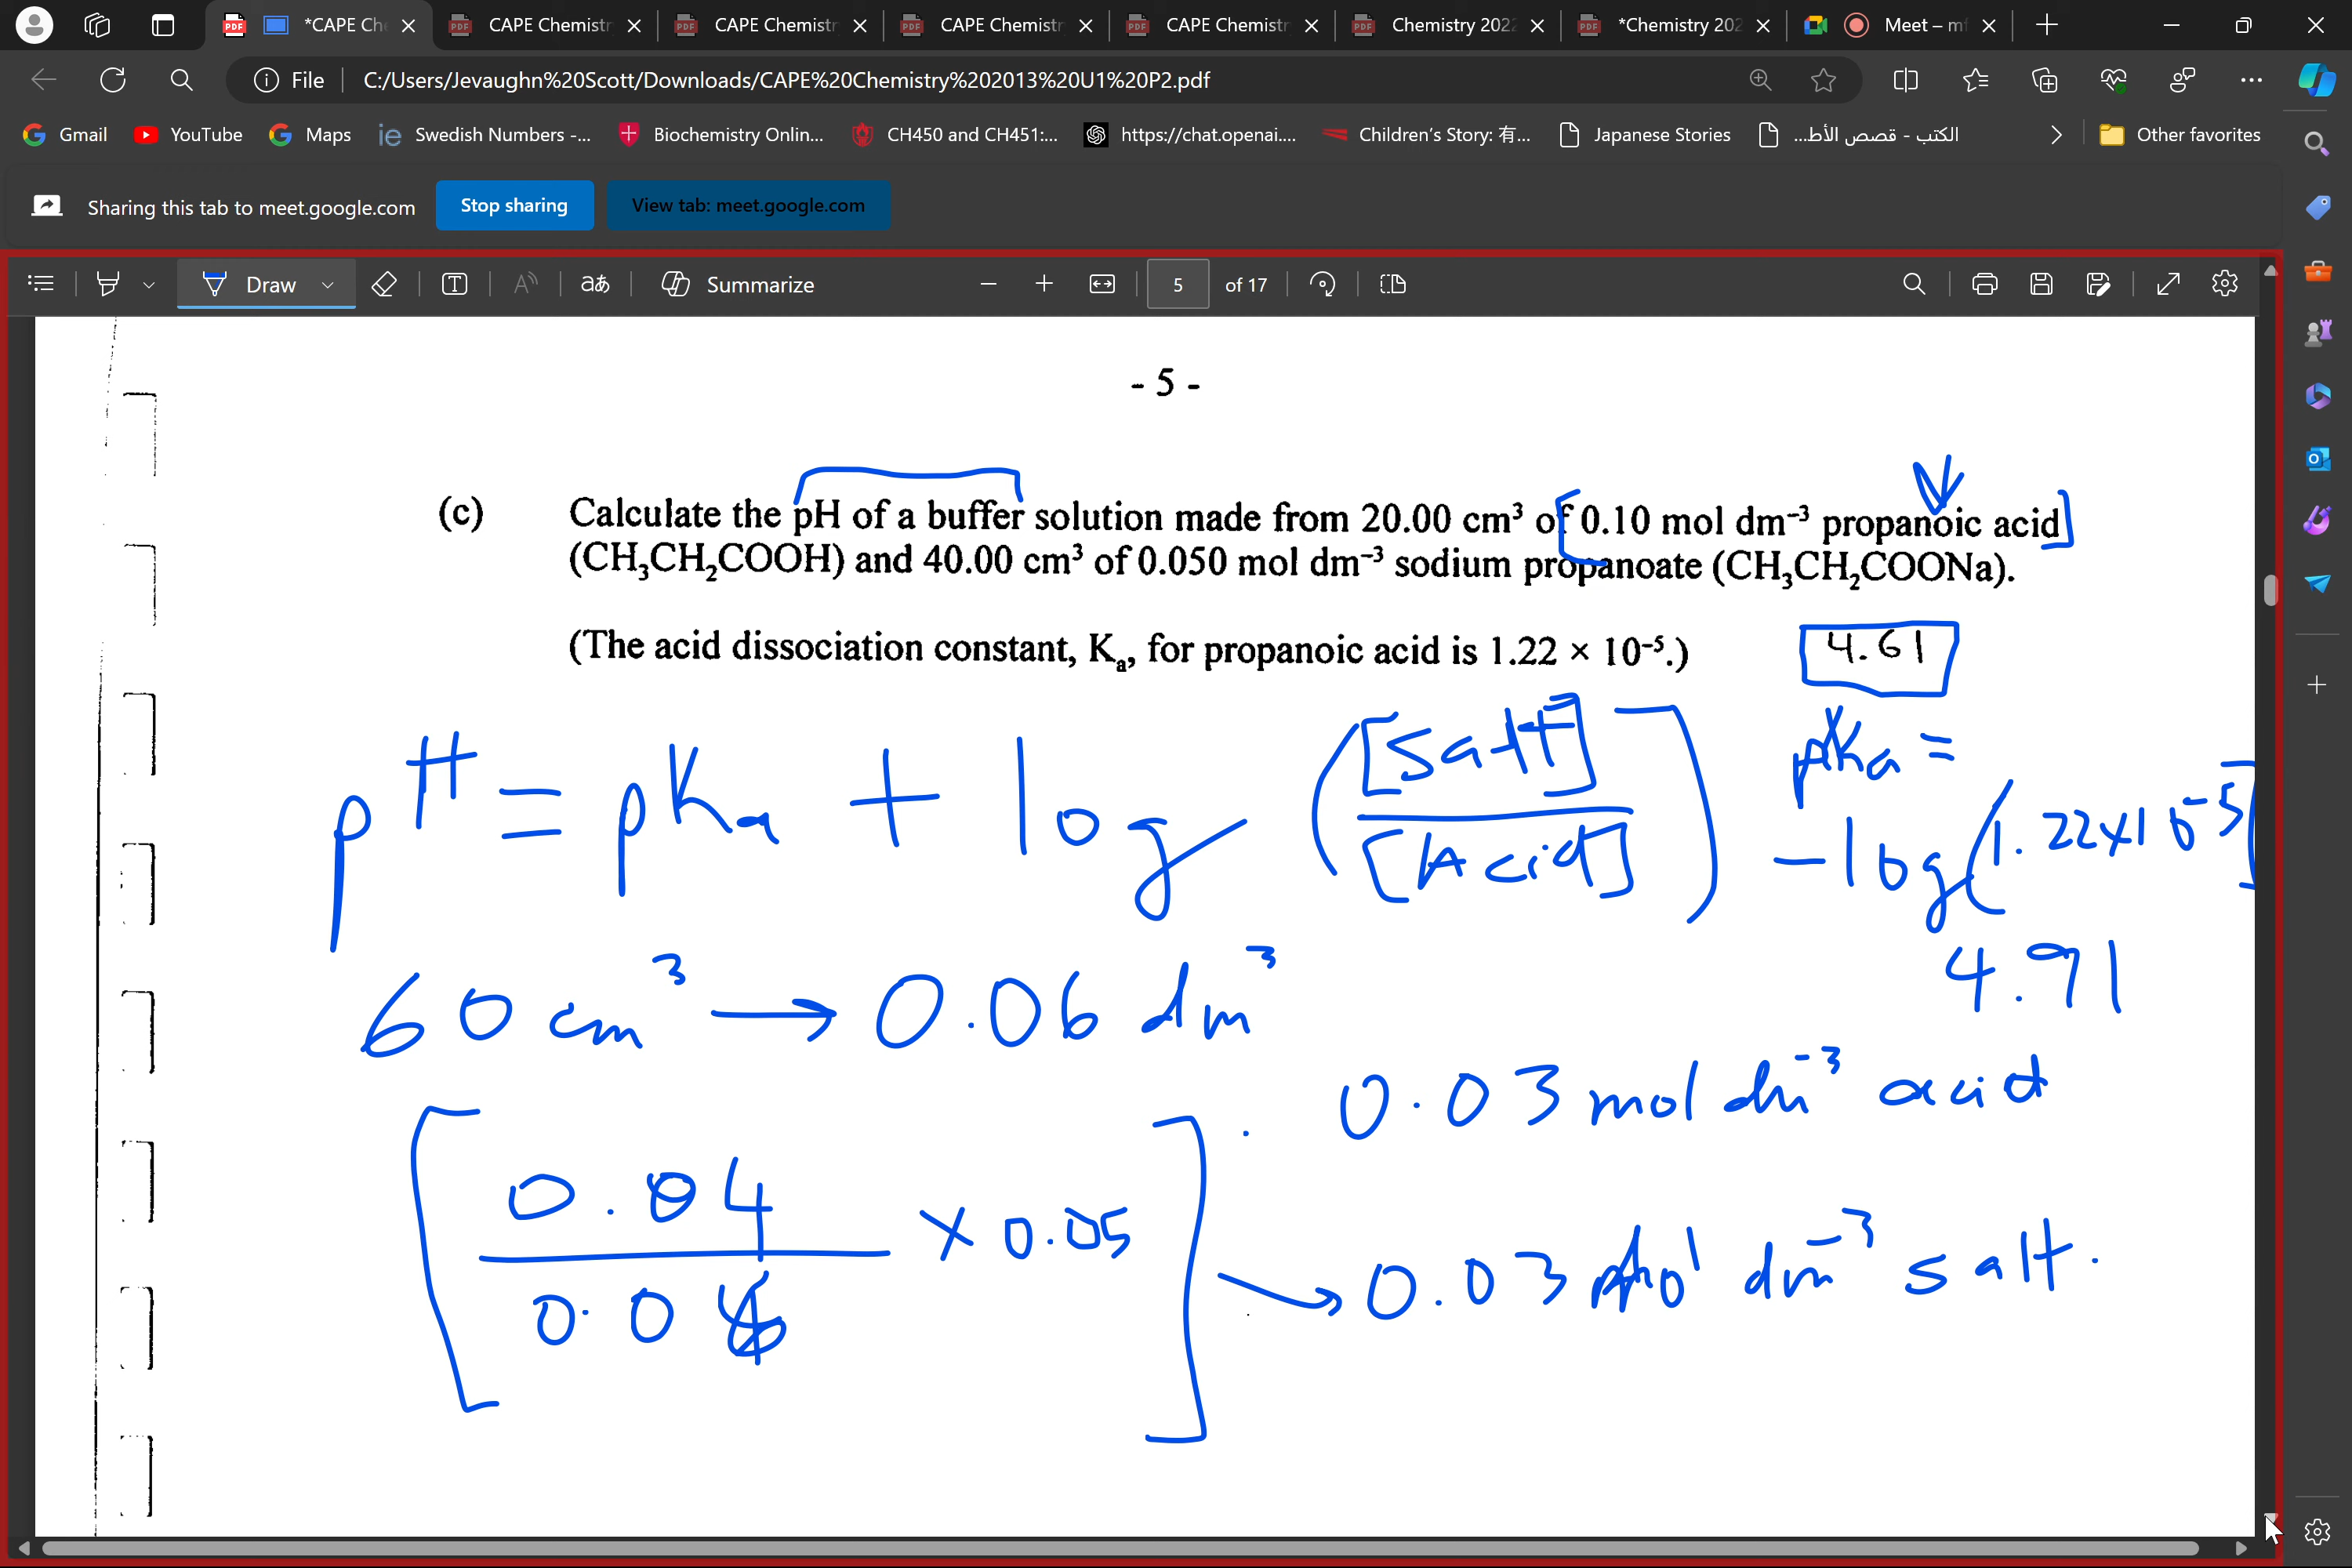 *CAPE Ch
CAPE Chemist
CAPE Chemist
CAPE Chemist
CAPE Chemist
Chemistry 202
*Chemistry 202
Meet – m
File
C:/Users/Jevaughn%20Scott/Downloads/CAPE%20Chemistry%202013%20U1%20P2.pdf
Gmail
YouTube
Maps
Swedish Numbers -...
Biochemistry Onlin...
CH450 and CH451:...
https://chat.openai....
Children's Story: 有...
Japanese Stories
الكتب - قصص الأط...
Other favorites
Sharing this tab to meet.google.com
Stop sharing
View tab: meet.google.com
Draw
aあ
Summarize
5
of 17
- 5 -
(c) Calculate the pH of a buffer solution made from 20.00 cm³ of 0.10 mol dm⁻³ propanoic acid
(CH₃CH₂COOH) and 40.00 cm³ of 0.050 mol dm⁻³ sodium propanoate (CH₃CH₂COONa).
(The acid dissociation constant, Kₐ, for propanoic acid is 1.22 × 10⁻⁵.)
4.61
pH = pKa + log ([Salt]/[Acid])
pKa =
-log(1.22x10⁻⁵)
4.91
60 cm³ → 0.06 dm³
0.03 mol dm⁻³ acid
[0.04/0.06 × 0.05]
→ 0.03 mol dm⁻³ salt.